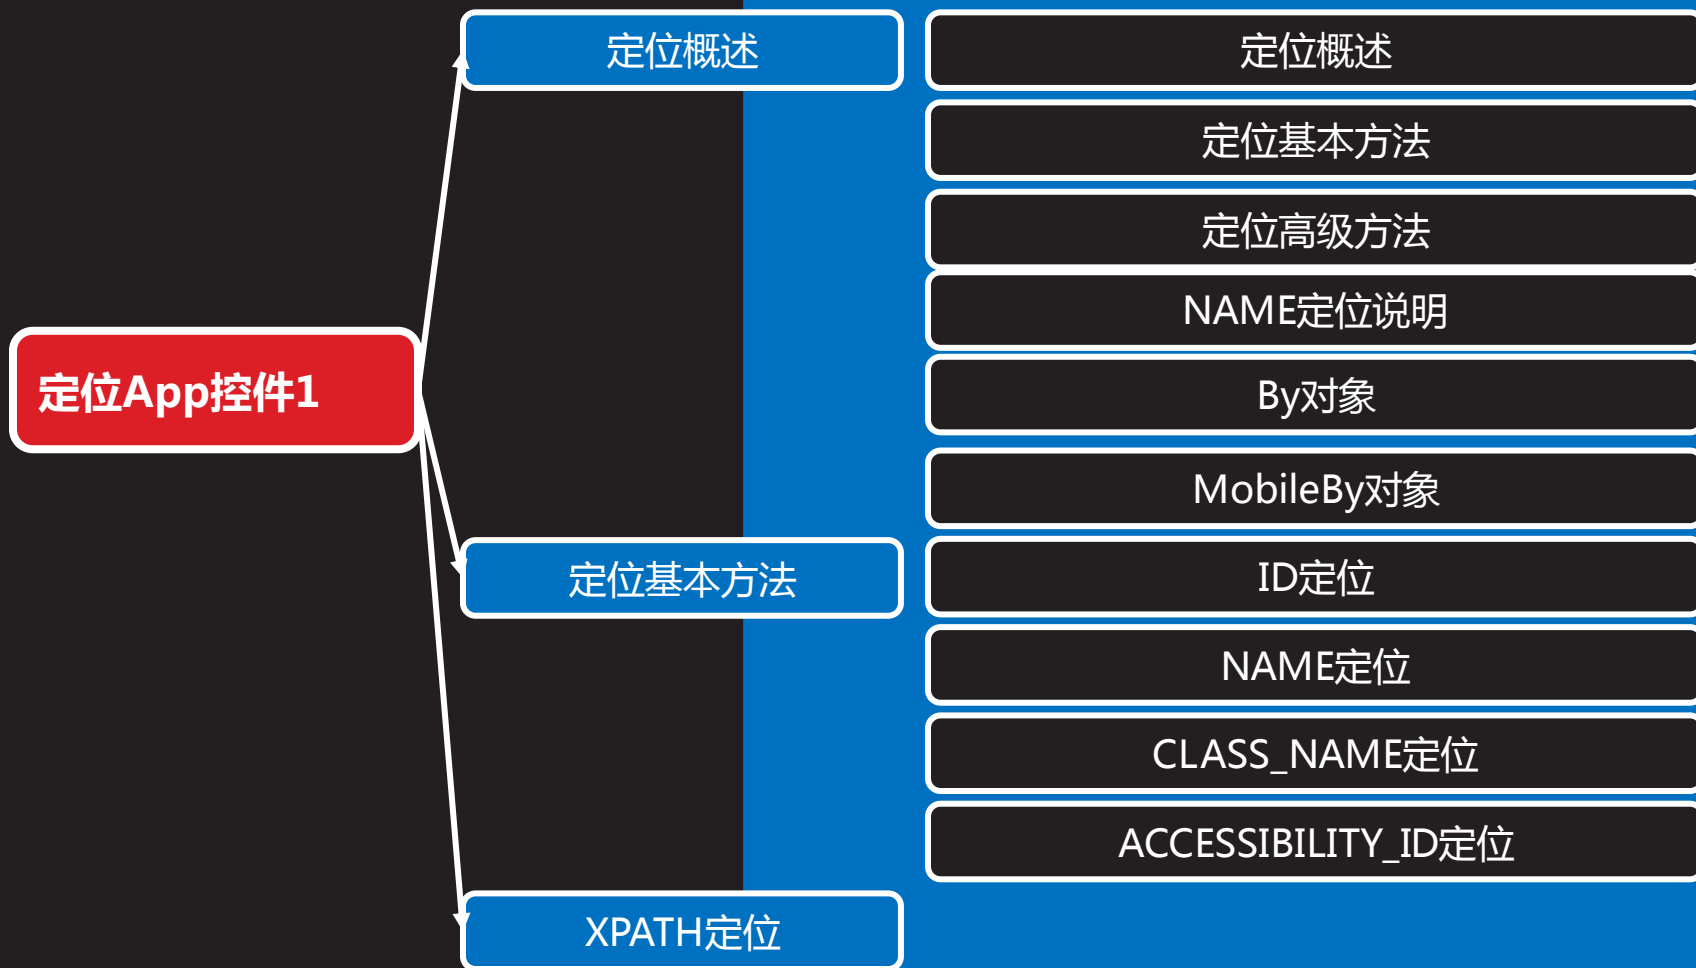 定位App控件1
定位概述
定位基本方法
XPATH定位
定位概述
定位基本方法
定位高级方法
NAME定位说明
By对象
MobileBy对象
ID定位
NAME定位
CLASS_NAME定位
ACCESSIBILITY_ID定位